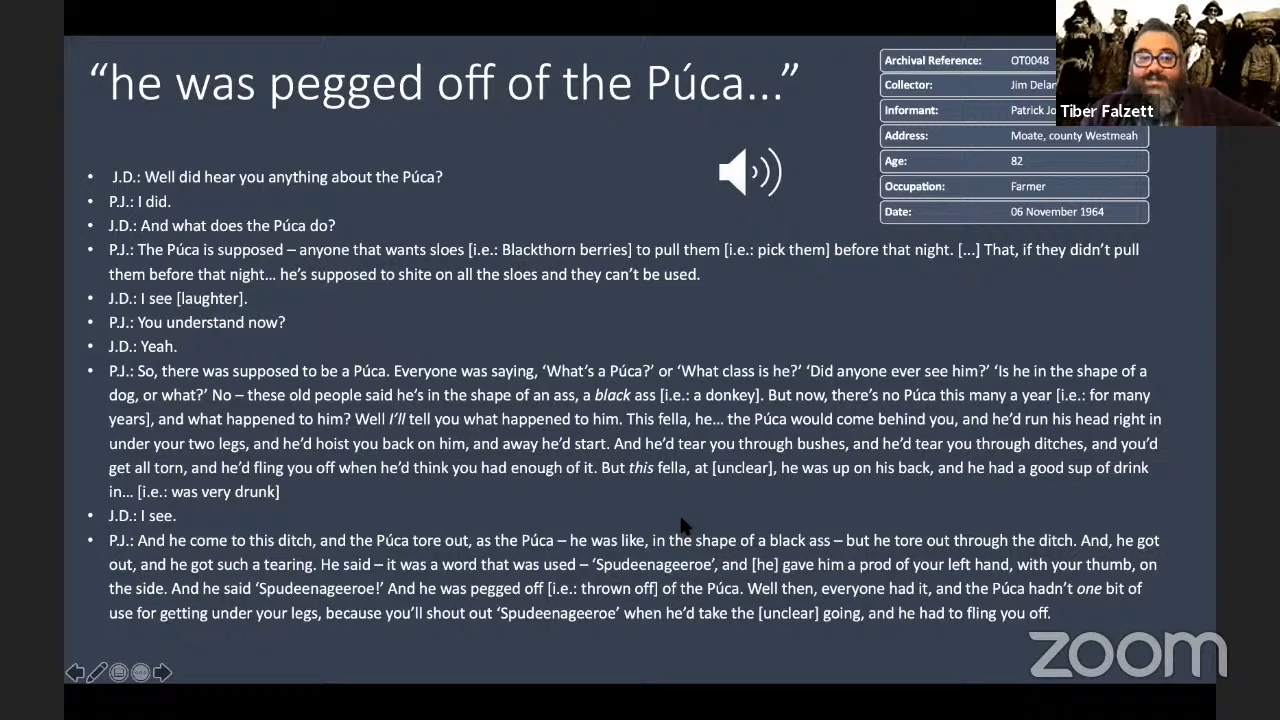 “he was pegged off of the Púca...”
Archival Reference: OT0048
Collector: Jim
Informant: Patrick
Address: Moate, county Westmeah
Age: 82
Occupation: Farmer
Date: 06 November 1964
Tiber Falzett
• J.D.: Well did hear you anything about the Púca?
• P.J.: I did.
• J.D.: And what does the Púca do?
• P.J.: The Púca is supposed – anyone that wants sloes [i.e.: Blackthorn berries] to pull them [i.e.: pick them] before that night. [...] That, if they didn’t pull
them before that night... he’s supposed to shite on all the sloes and they can’t be used.
• J.D.: I see [laughter].
• P.J.: You understand now?
• J.D.: Yeah.
• P.J.: So, there was supposed to be a Púca. Everyone was saying, ‘What’s a Púca?’ or ‘What class is he?’ ‘Did anyone ever see him?’ ‘Is he in the shape of a
dog, or what?’ No – these old people said he’s in the shape of an ass, a black ass [i.e.: a donkey]. But now, there’s no Púca this many a year [i.e.: for many
years], and what happened to him? Well I’ll tell you what happened to him. This fella, he... the Púca would come behind you, and he’d run his head right in
under your two legs, and he’d hoist you back on him, and away he’d start. And he’d tear you through bushes, and he’d tear you through ditches, and you’d
get all torn, and he’d fling you off when he’d think you had enough of it. But this fella, at [unclear], he was up on his back, and he had a good sup of drink
in... [i.e.: was very drunk]
• J.D.: I see.
• P.J.: And he come to this ditch, and the Púca tore out, as the Púca – he was like, in the shape of a black ass – but he tore out through the ditch. And, he got
out, and he got such a tearing. He said – it was a word that was used – ‘Spudeenageeroe’, and [he] gave him a prod of your left hand, with your thumb, on
the side. And he said ‘Spudeenageeroe!’ And he was pegged off [i.e.: thrown off] of the Púca. Well then, everyone had it, and the Púca hadn’t one bit of
use for getting under your legs, because you’ll shout out ‘Spudeenageeroe’ when he’d take the [unclear] going, and he had to fling you off.
zoom